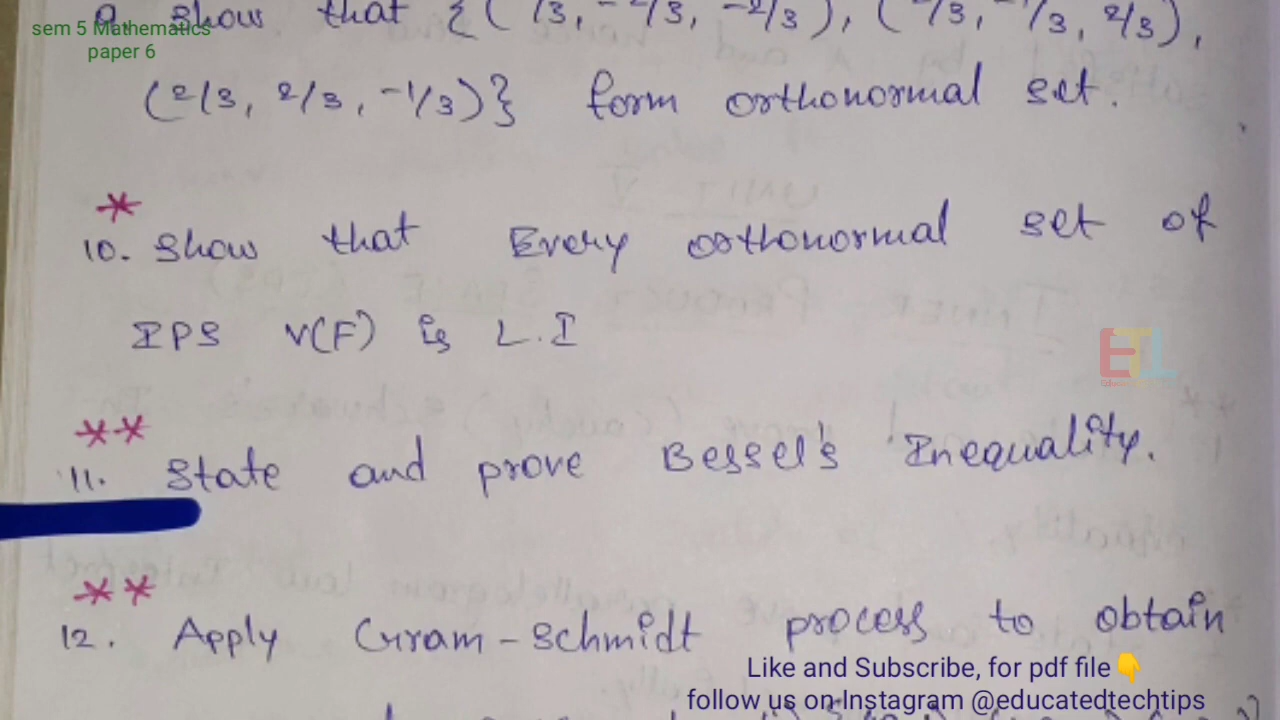 9. Show that {(1/3, -2/3, -2/3), (2/3, -1/3, 2/3),
sem 5 Mathematics
paper 6
(2/3, 2/3, -1/3)} form orthonormal set.
*
10. Show that Every orthonormal set of
IPS V(F) is L.I
ETL
**
11. State and prove Bessel's Inequality.
**
12. Apply Gram-Schmidt process to obtain
Like and Subscribe, for pdf file👇
follow us on Instagram @educatedtechtips